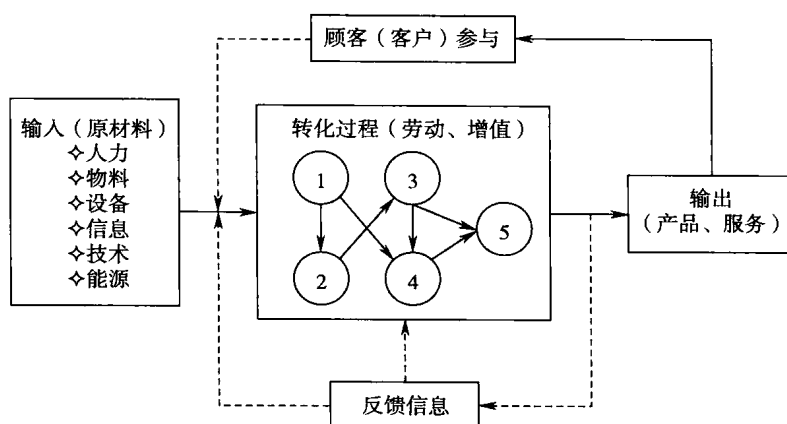 顾客（客户）参与
输入（原材料）
✧人力
✧物料
✧设备
✧信息
✧技术
✧能源
转化过程（劳动、增值）
1
3
5
2
4
输出
（产品、服务）
反馈信息